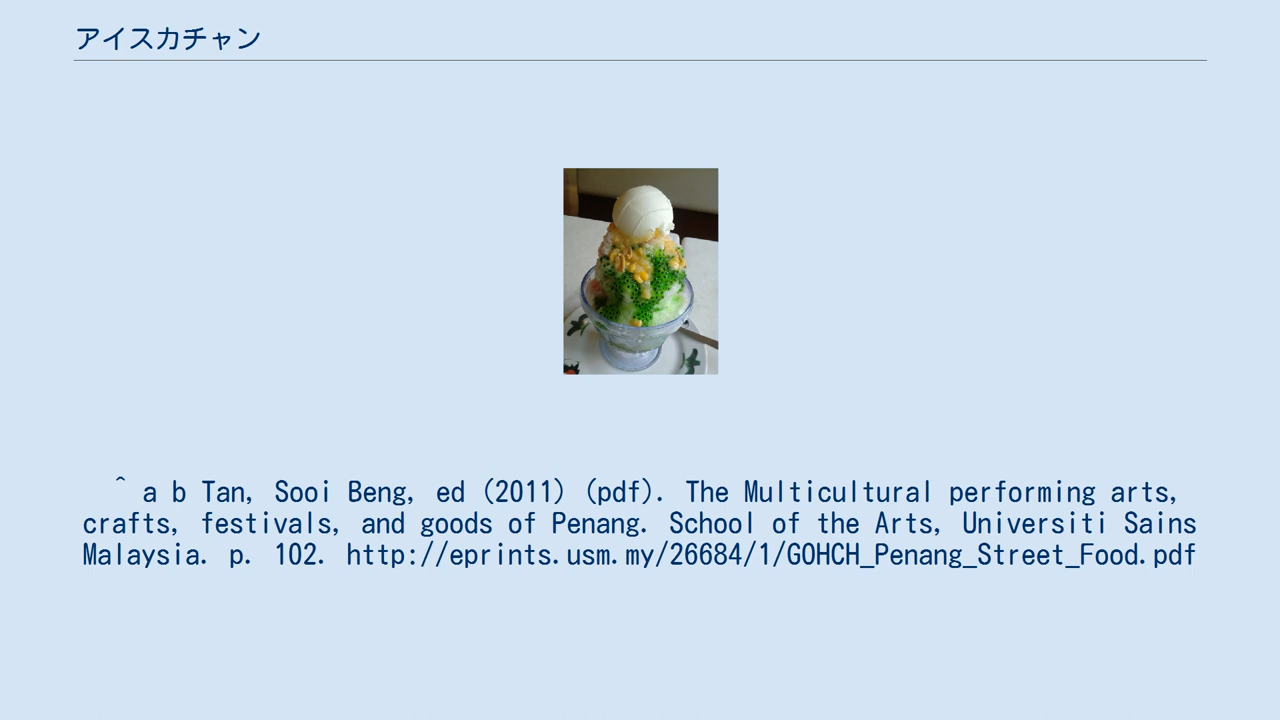 アイスカチャン
^ a b Tan, Sooi Beng, ed (2011) (pdf). The Multicultural performing arts,
crafts, festivals, and goods of Penang. School of the Arts, Universiti Sains
Malaysia. p. 102. http://eprints.usm.my/26684/1/GOHCH_Penang_Street_Food.pdf